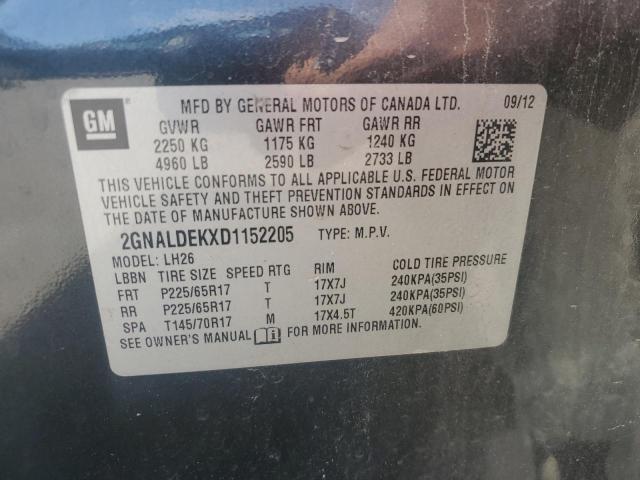 GM
MFD BY GENERAL MOTORS OF CANADA LTD. 09/12
GVWR GAWR FRT GAWR RR
2250 KG 1175 KG 1240 KG
4960 LB 2590 LB 2733 LB
THIS VEHICLE CONFORMS TO ALL APPLICABLE U.S. FEDERAL MOTOR
VEHICLE SAFETY AND THEFT PREVENTION STANDARDS IN EFFECT ON
THE DATE OF MANUFACTURE SHOWN ABOVE.
2GNALDEKXD1152205 TYPE: M.P.V.
MODEL: LH26
LBBN TIRE SIZE SPEED RTG RIM COLD TIRE PRESSURE
FRT P225/65R17 T 17X7J 240KPA(35PSI)
RR P225/65R17 T 17X7J 240KPA(35PSI)
SPA T145/70R17 M 17X4.5T 420KPA(60PSI)
SEE OWNER'S MANUAL FOR MORE INFORMATION.